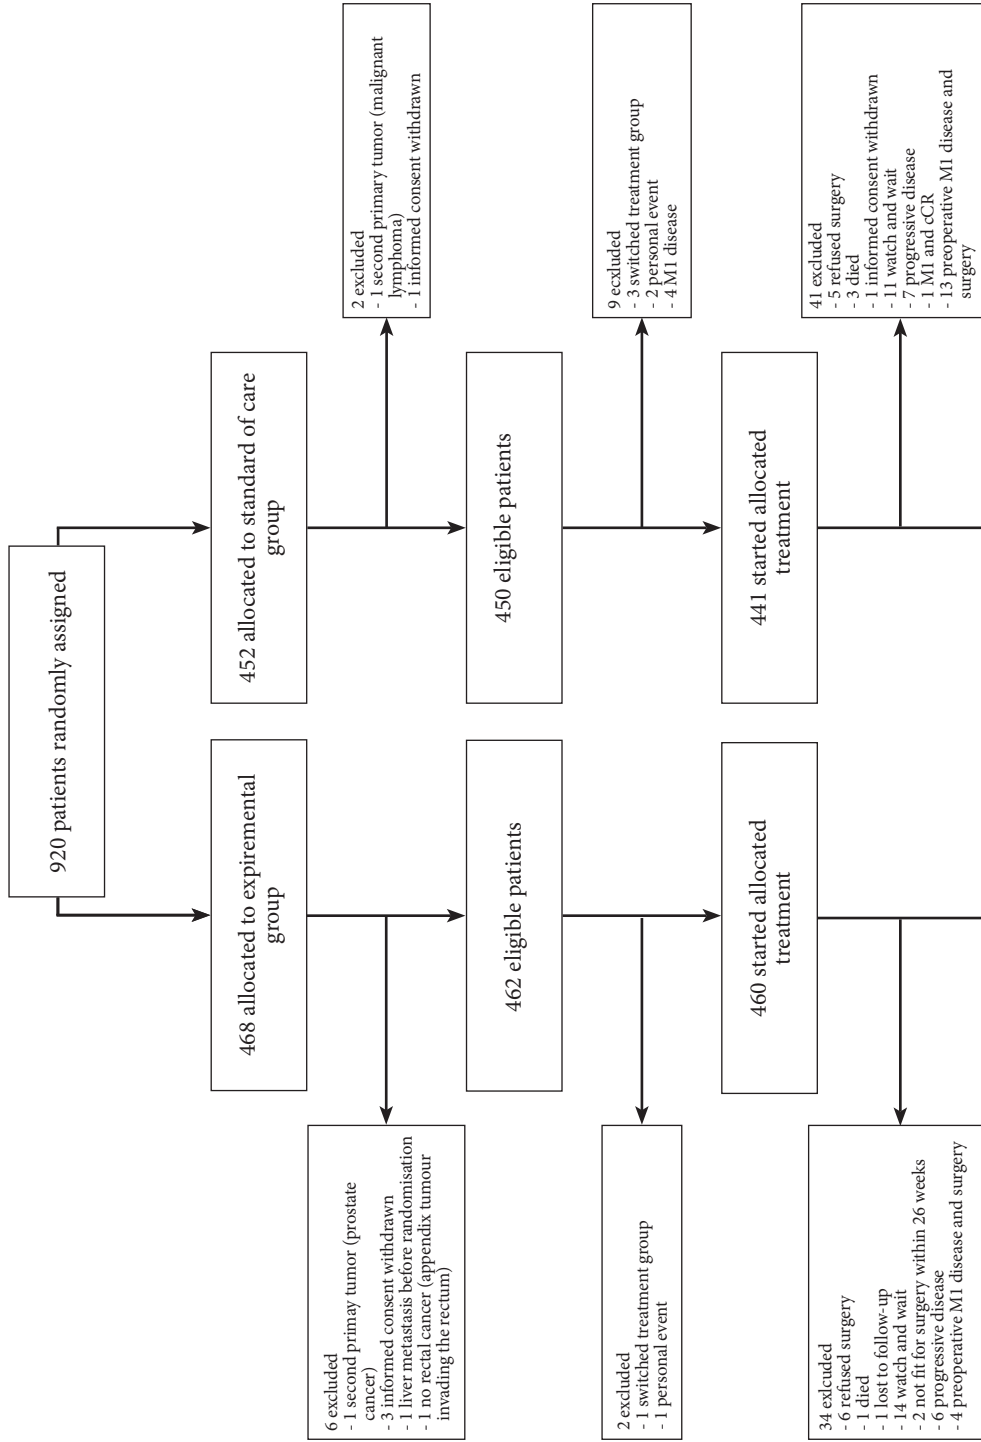 920 patients randomly assigned
468 allocated to expiremental
group
452 allocated to standard of care
group
6 excluded
- 1 second primay tumor (prostate
cancer)
- 3 informed consent withdrawn
- 1 liver metastasis before randomisation
- 1 no rectal cancer (appendix tumour
invading the rectum)
2 excluded
- 1 second primary tumor (malignant
lymphoma)
- 1 informed consent withdrawn
462 eligible patients
450 eligible patients
2 excluded
- 1 switched treatment group
- 1 personal event
9 ecxduded
- 3 switched treatment group
- 2 personal event
- 4 M1 disease
460 started allocated
treatment
441 started allocated
treatment
34 exlcuded
- 6 refused surgery
- 1 died
- 1 lost to follow-up
- 14 watch and wait
- 2 not fit for surgery within 26 weeks
- 6 progressive disease
- 4 preoperative M1 disease and surgery
41 excluded
- 5 refused surgery
- 3 died
- 1 informed consent withdrawn
- 11 watch and wait
- 7 progressive disease
- 1 M1 and cCR
- 13 preoperative M1 disease and
surgery